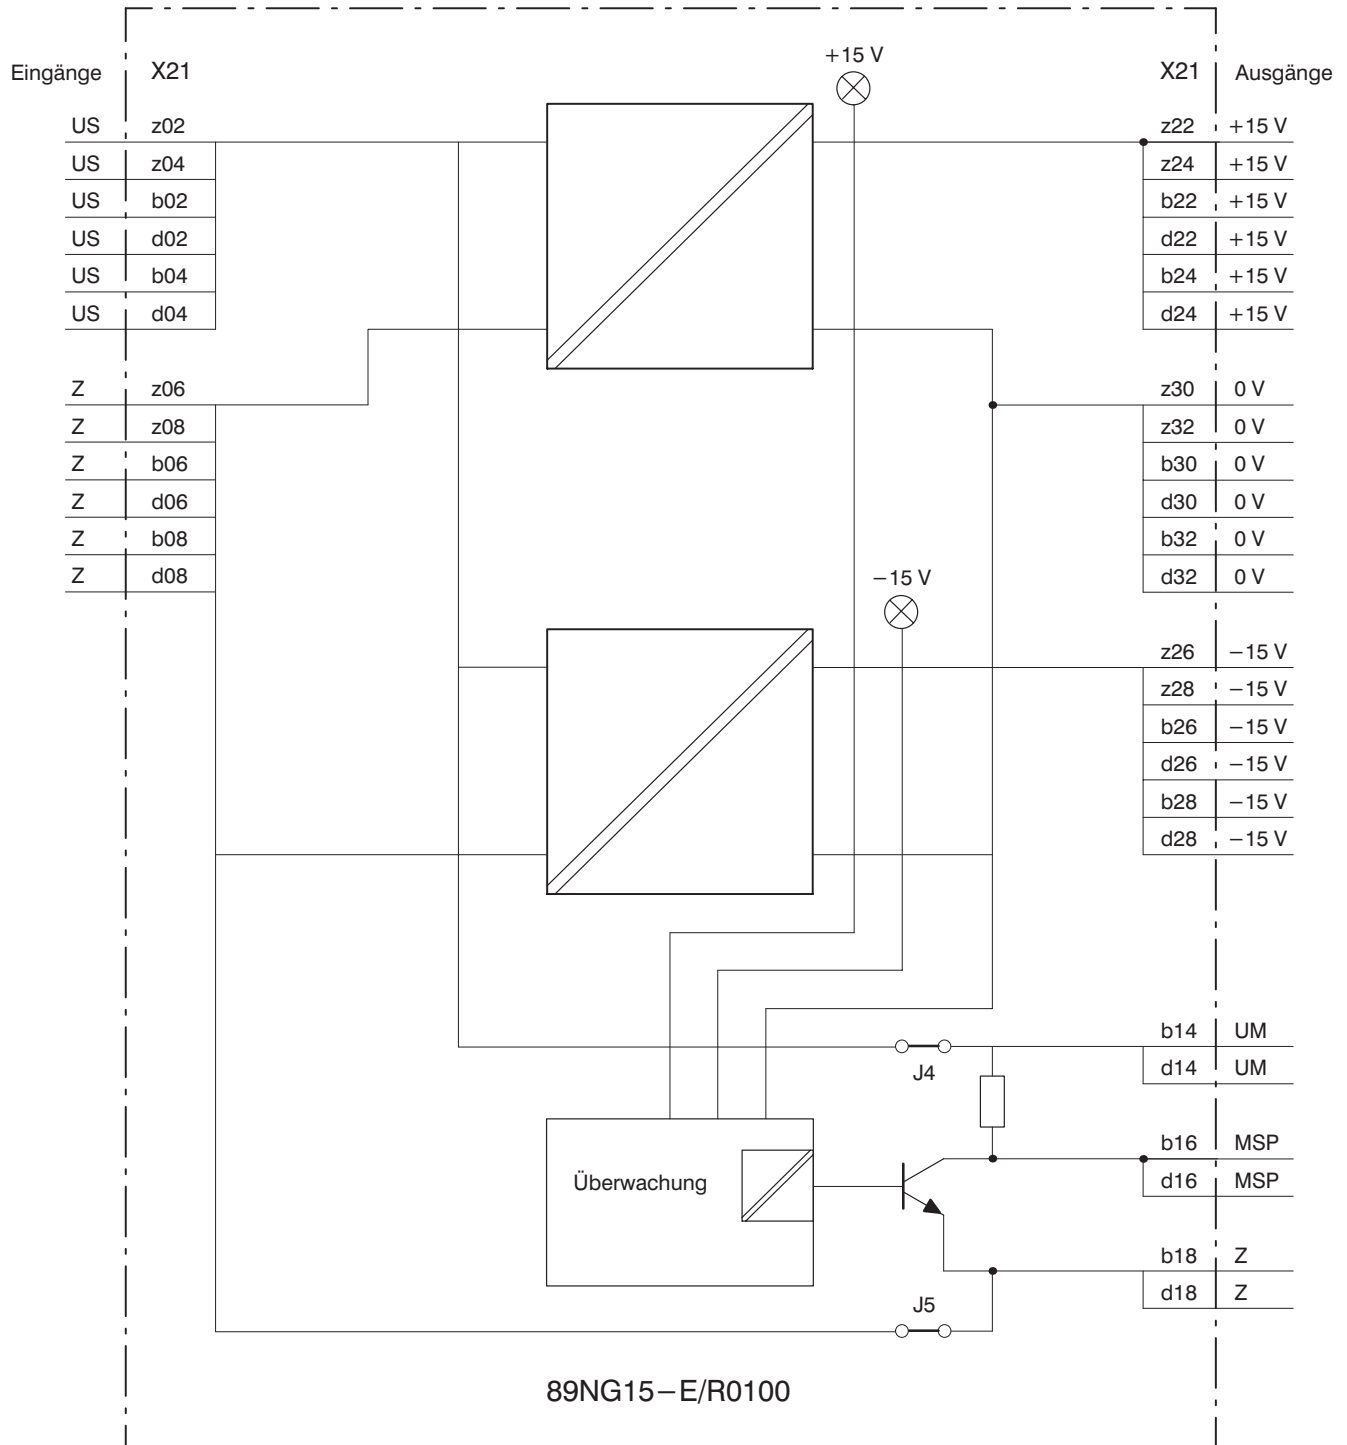 +15 V
Eingänge X21 X21 Ausgänge
US z02 z22 +15 V
US z04 z24 +15 V
US b02 b22 +15 V
US d02 d22 +15 V
US b04 b24 +15 V
US d04 d24 +15 V
Z z06 z30 0 V
Z z08 z32 0 V
Z b06 b30 0 V
Z d06 d30 0 V
Z b08 b32 0 V
Z d08 d32 0 V
−15 V
z26 −15 V
z28 −15 V
b26 −15 V
d26 −15 V
b28 −15 V
d28 −15 V
b14 UM
J4 d14 UM
b16 MSP
Überwachung d16 MSP
b18 Z
d18 Z
J5
89NG15−E/R0100